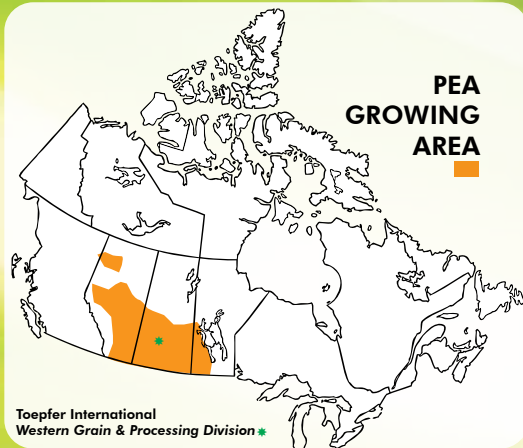 PEA
GROWING
AREA
Toepfer International
Western Grain & Processing Division